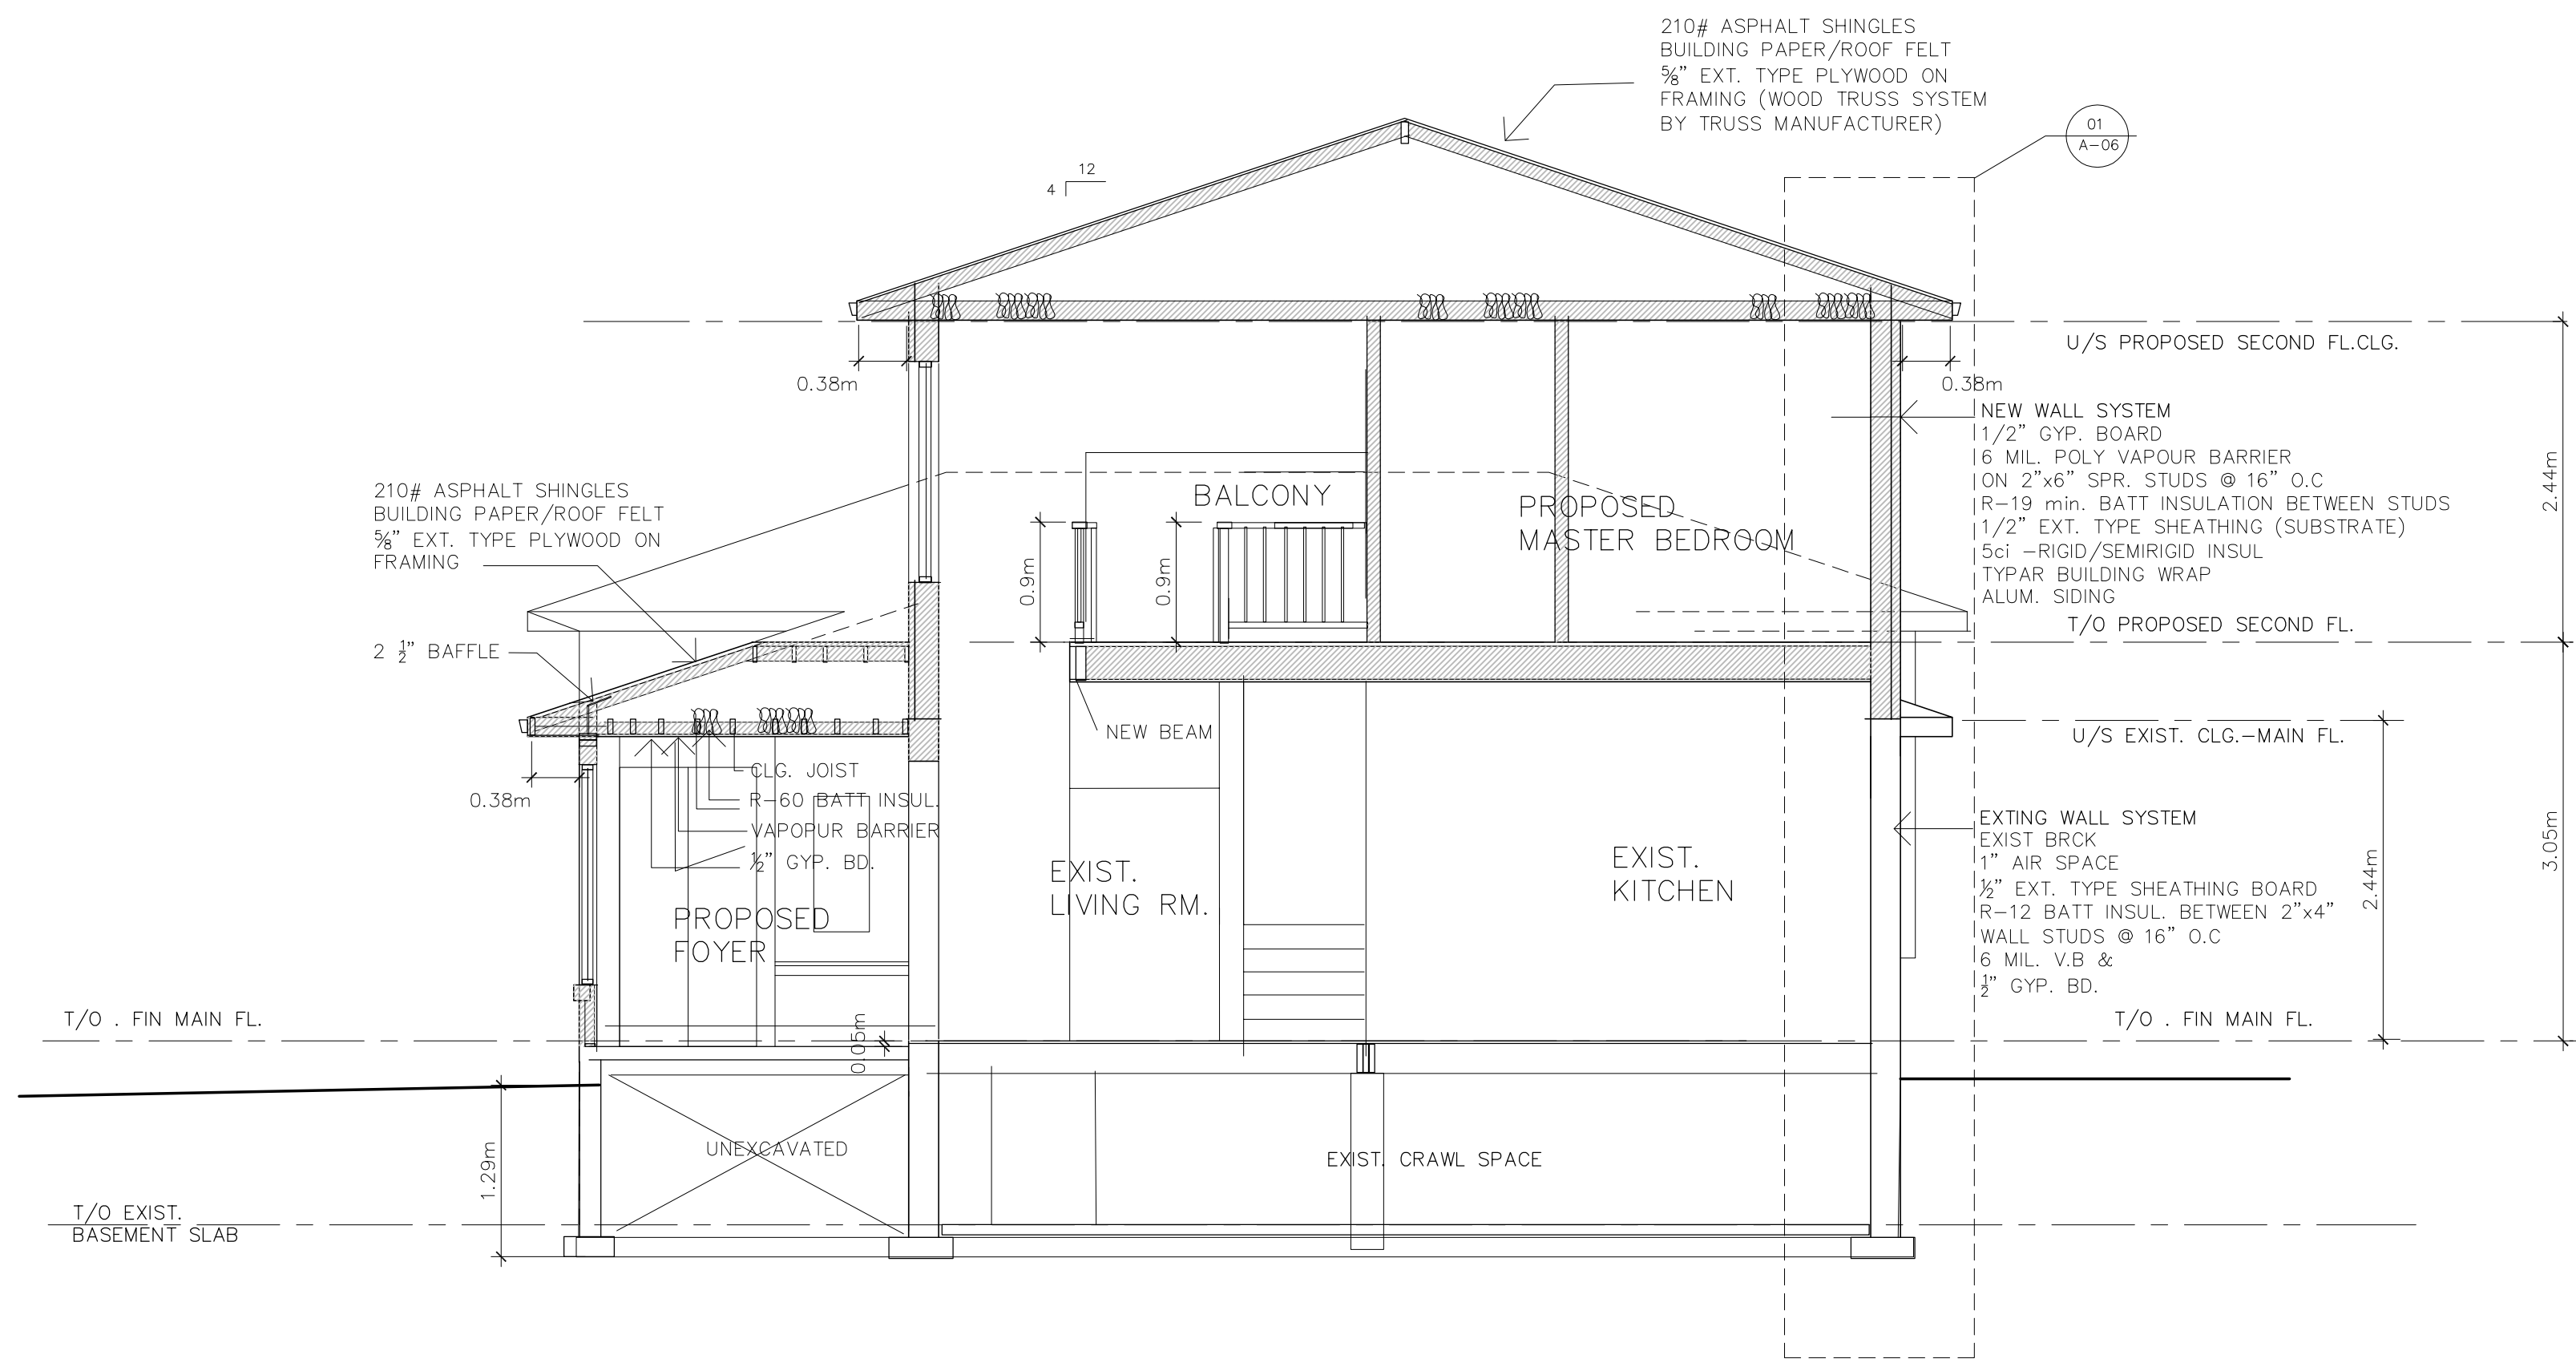 210# ASPHALT SHINGLES
BUILDING PAPER/ROOF FELT
⅝" EXT. TYPE PLYWOOD ON
FRAMING (WOOD TRUSS SYSTEM
BY TRUSS MANUFACTURER)
01
A-06
12
4
U/S PROPOSED SECOND FL.CLG.
0.38m
0.38m
NEW WALL SYSTEM
1/2" GYP. BOARD
6 MIL. POLY VAPOUR BARRIER
ON 2"x6" SPR. STUDS @ 16" O.C
R-19 min. BATT INSULATION BETWEEN STUDS
1/2" EXT. TYPE SHEATHING (SUBSTRATE)
5ci -RIGID/SEMIRIGID INSUL
TYPAR BUILDING WRAP
ALUM. SIDING
2.44m
210# ASPHALT SHINGLES
BUILDING PAPER/ROOF FELT
⅝" EXT. TYPE PLYWOOD ON
FRAMING
BALCONY
PROPOSED
MASTER BEDROOM
0.9m
0.9m
T/O PROPOSED SECOND FL.
2 ½" BAFFLE
NEW BEAM
U/S EXIST. CLG.-MAIN FL.
CLG. JOIST
R-60 BATT INSUL.
VAPOPUR BARRIER
½" GYP. BD.
0.38m
EXTING WALL SYSTEM
EXIST BRCK
1" AIR SPACE
½" EXT. TYPE SHEATHING BOARD
R-12 BATT INSUL. BETWEEN 2"x4"
WALL STUDS @ 16" O.C
6 MIL. V.B &
½" GYP. BD.
2.44m
3.05m
EXIST.
LIVING RM.
EXIST.
KITCHEN
PROPOSED
FOYER
T/O . FIN MAIN FL.
T/O . FIN MAIN FL.
0.05m
1.29m
UNEXCAVATED
EXIST. CRAWL SPACE
T/O EXIST.
BASEMENT SLAB